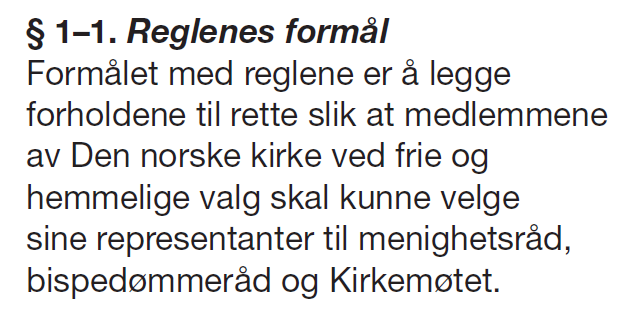 § 1–1. Reglenes formål
Formålet med reglene er å legge
forholdene til rette slik at medlemmene
av Den norske kirke ved frie og
hemmelige valg skal kunne velge
sine representanter til menighetsråd,
bispedømmeråd og Kirkemøtet.